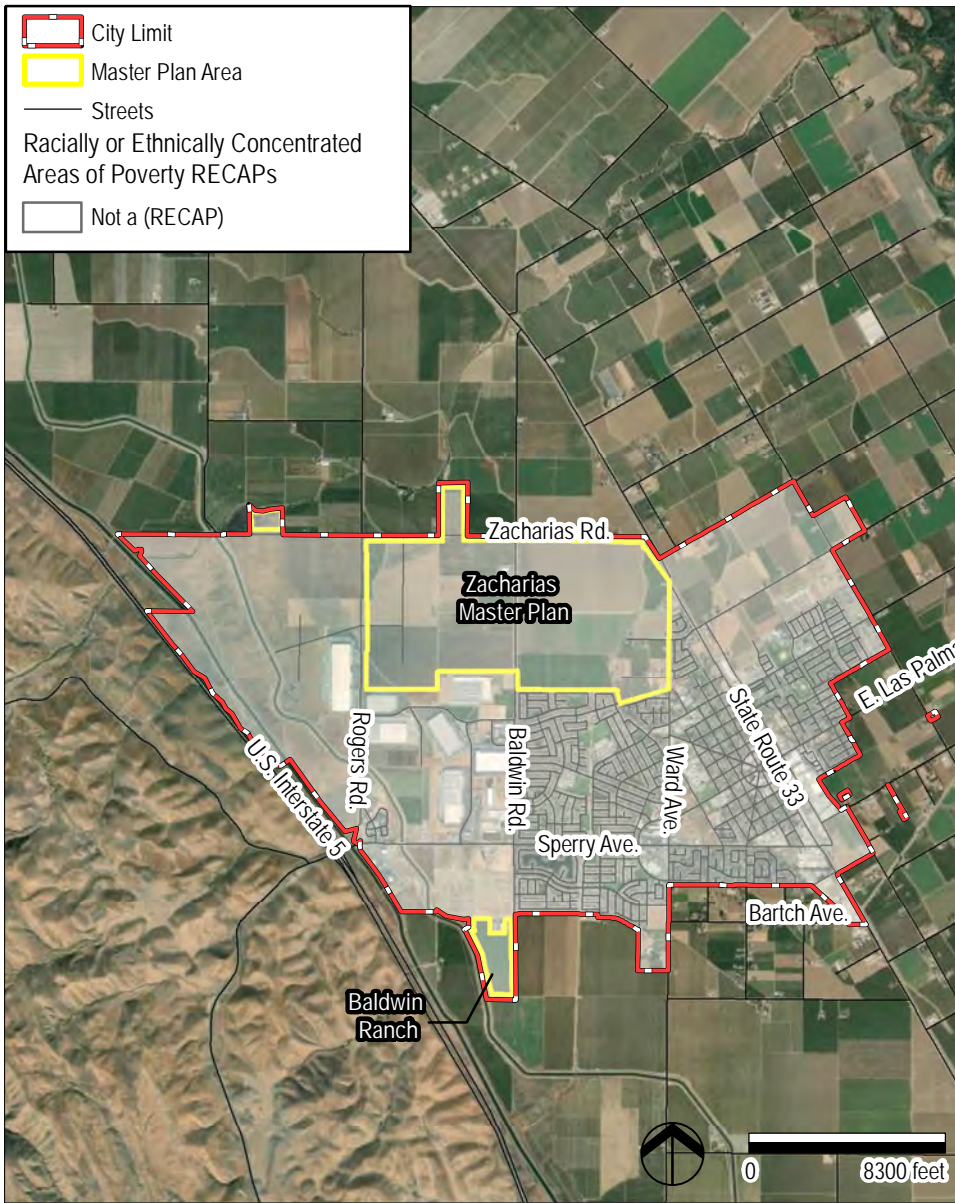 City Limit
Master Plan Area
Streets
Racially or Ethnically Concentrated
Areas of Poverty RECAPs
Not a (RECAP)
Zacharias Rd.
Zacharias
Master Plan
E. Las Palma
State Route 33
Rogers Rd.
Baldwin Rd.
Ward Ave.
U.S. Interstate 5
Sperry Ave.
Bartch Ave.
Baldwin
Ranch
0 8300 feet